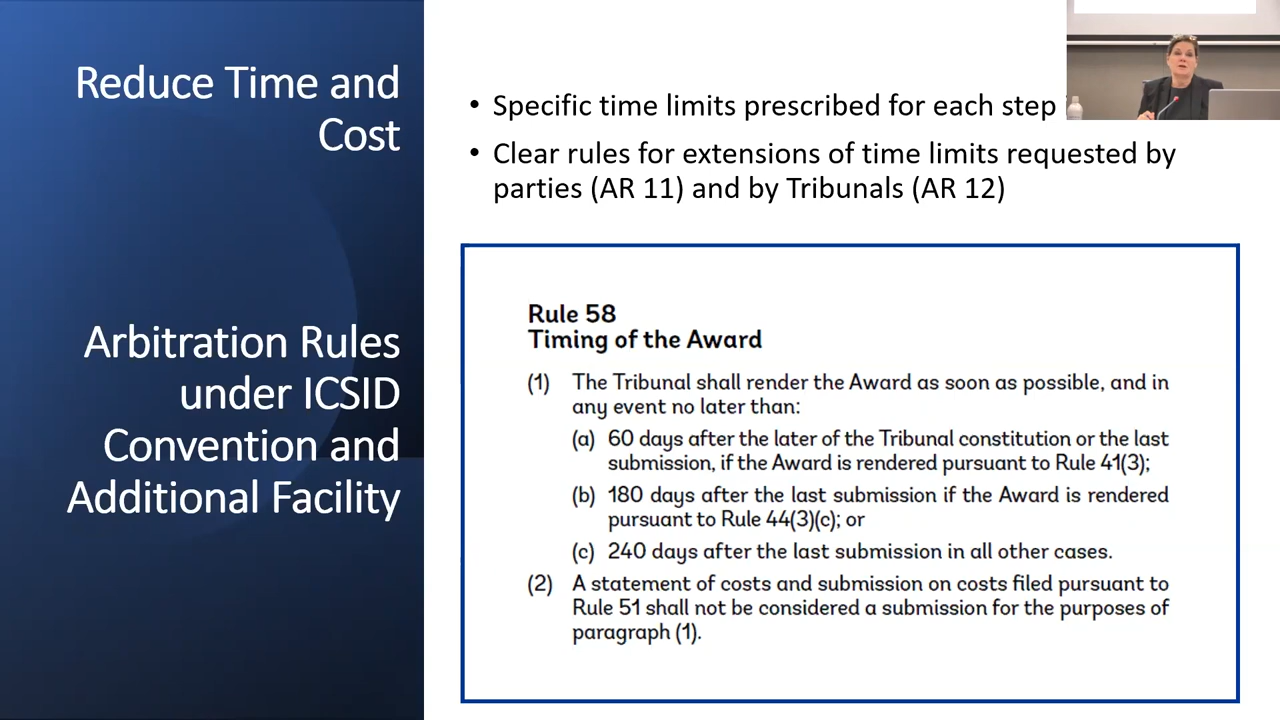 Reduce Time and
Cost
Arbitration Rules
under ICSID
Convention and
Additional Facility
• Specific time limits prescribed for each step
• Clear rules for extensions of time limits requested by
parties (AR 11) and by Tribunals (AR 12)
Rule 58
Timing of the Award
(1) The Tribunal shall render the Award as soon as possible, and in
any event no later than:
(a) 60 days after the later of the Tribunal constitution or the last
submission, if the Award is rendered pursuant to Rule 41(3);
(b) 180 days after the last submission if the Award is rendered
pursuant to Rule 44(3)(c); or
(c) 240 days after the last submission in all other cases.
(2) A statement of costs and submission on costs filed pursuant to
Rule 51 shall not be considered a submission for the purposes of
paragraph (1).